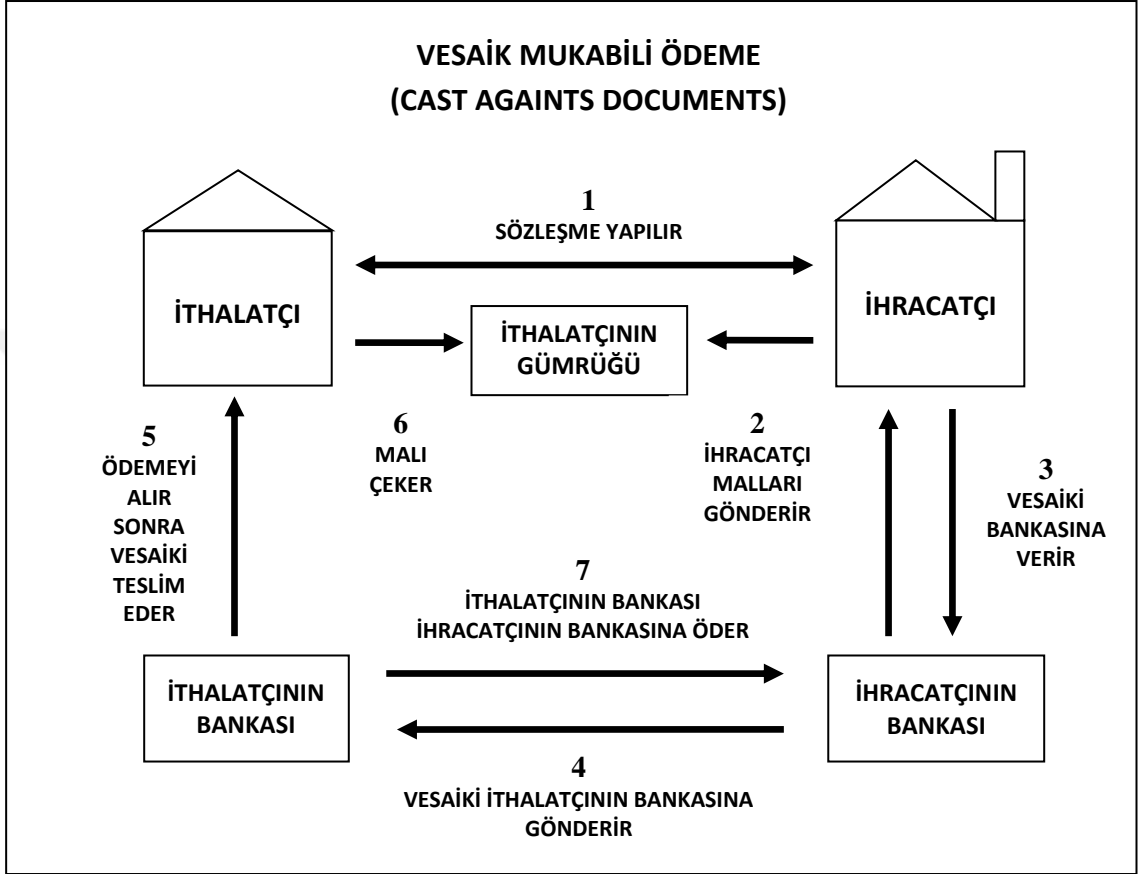 VESAİK MUKABİLİ ÖDEME
(CAST AGAINTS DOCUMENTS)
1
SÖZLEŞME YAPILIR
İTHALATÇI
İTHALATÇININ
GÜMRÜĞÜ
İHRACATÇI
5
ÖDEMEYİ
ALIR
SONRA
VESAİKİ
TESLİM
EDER
6
MALI
ÇEKER
2
İHRACATÇI
MALLARI
GÖNDERİR
3
VESAİKİ
BANKASINA
VERİR
7
İTHALATÇININ BANKASI
İHRACATÇININ BANKASINA ÖDER
İTHALATÇININ
BANKASI
İHRACATÇININ
BANKASI
4
VESAİKİ İTHALATÇININ BANKASINA
GÖNDERİR